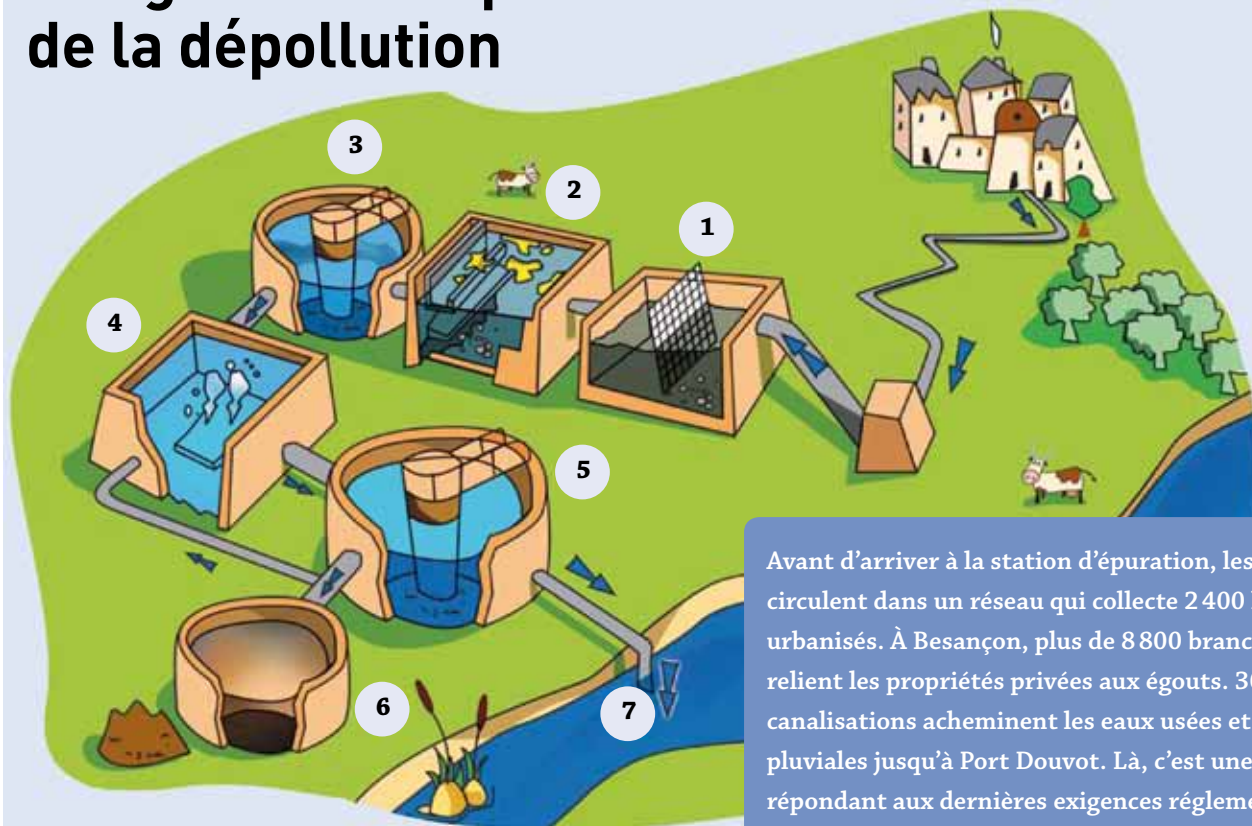 de la dépollution
3
2
1
4
5
6
7
Avant d'arriver à la station d'épuration, les
circulent dans un réseau qui collecte 2 400
urbanisés. À Besançon, plus de 8 800 branc
relient les propriétés privées aux égouts. 30
canalisations acheminent les eaux usées et
pluviales jusqu'à Port Douvot. Là, c'est une
répondant aux dernières exigences régleme